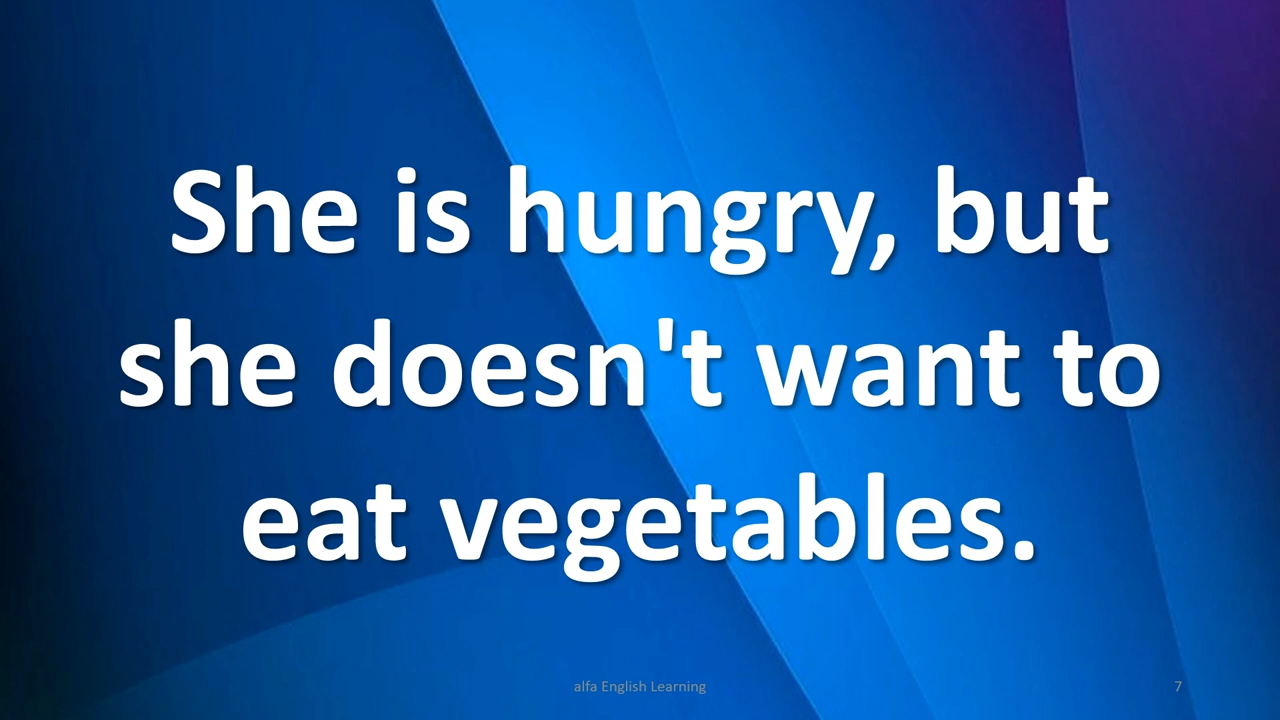 She is hungry, but
she doesn't want to
eat vegetables.
alfa English Learning
7